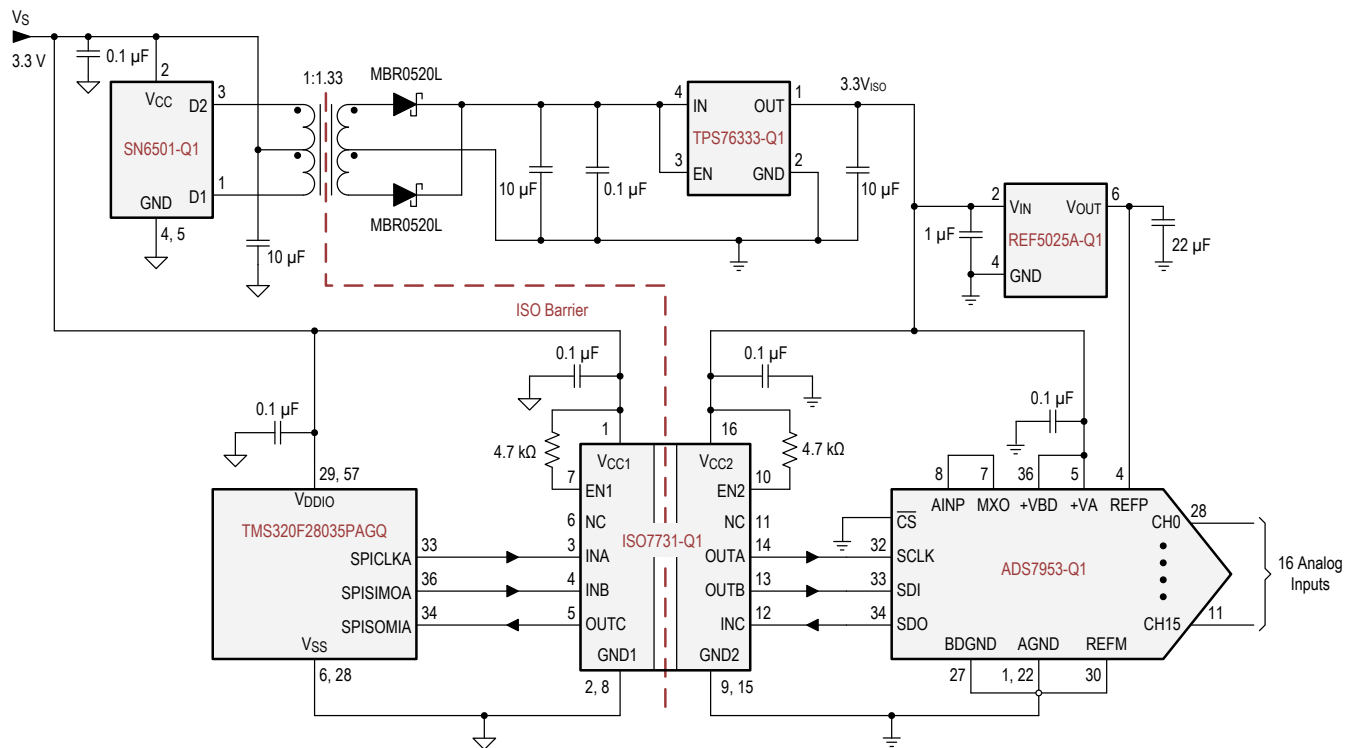 VS
3.3 V
0.1 µF
2
VCC
3
D2
SN6501-Q1
1
D1
GND
4, 5
10 µF
1:1.33
MBR0520L
MBR0520L
10 µF
0.1 µF
4
IN
OUT
1
TPS76333-Q1
3
EN
GND
2
3.3VISO
10 µF
2
VIN
VOUT
6
REF5025A-Q1
1 µF
4
GND
22 µF
ISO Barrier
0.1 µF
0.1 µF
0.1 µF
0.1 µF
4.7 kΩ
1
16
4.7 kΩ
29, 57
VDDIO
TMS320F28035PAGQ
SPICLKA
33
SPISIMOA
36
SPISOMIA
34
VSS
6, 28
VCC1
VCC2
7
EN1
EN2
10
6
NC
NC
11
ISO7731-Q1
3
INA
OUTA
14
4
INB
OUTB
13
5
OUTC
INC
12
GND1
GND2
2, 8
9, 15
8
7
36
5
4
AINP
MXO
+VBD
+VA
REFP
CS
28
CH0
32
SCLK
ADS7953-Q1
33
SDI
34
SDO
CH15
11
16 Analog
Inputs
BDGND
AGND
REFM
27
1, 22
30